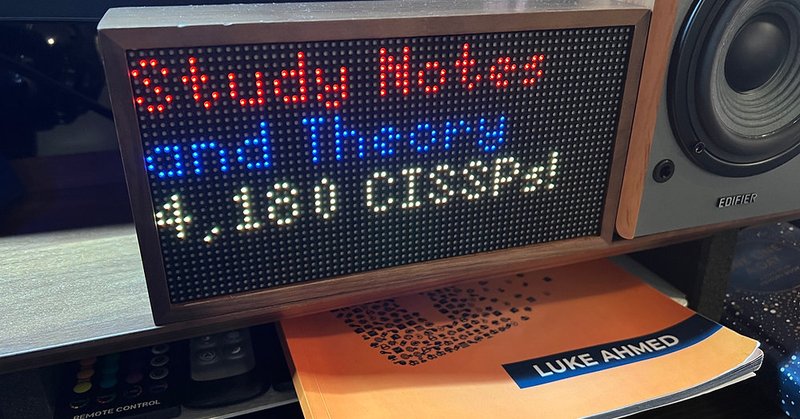 Study Notes
and Theory
4,180 CISSPs!
EDIFIER
LUKE AHMED
REMOTE CONTROL